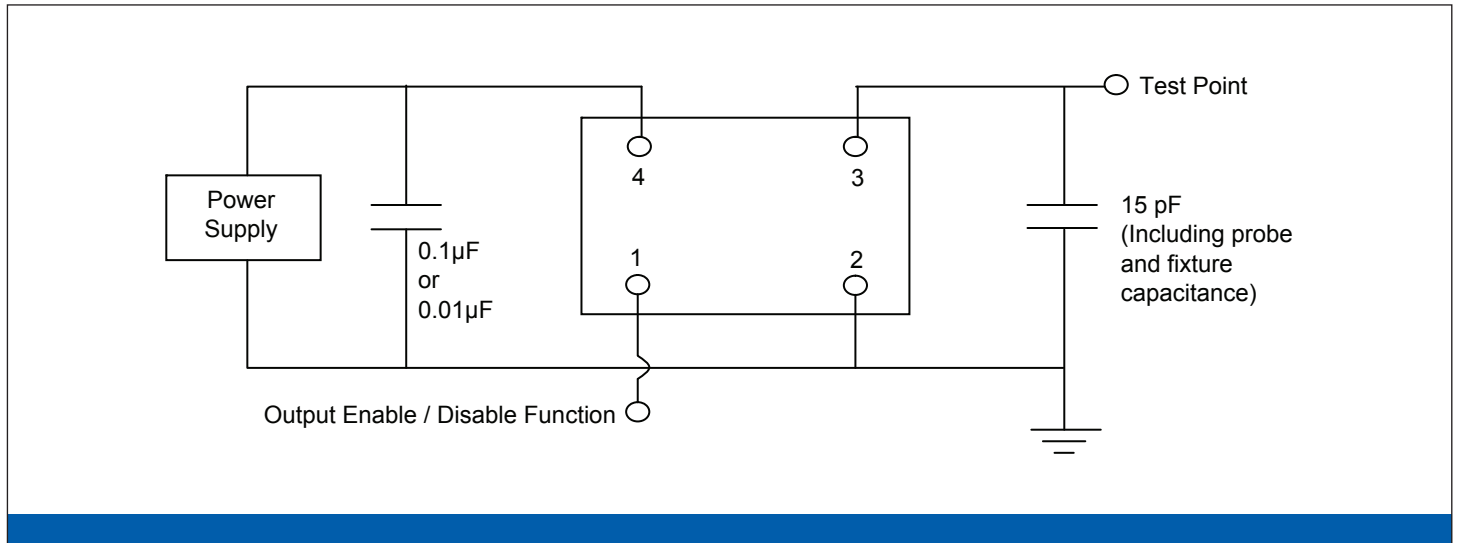 Test Point
4
3
Power
Supply
15 pF
(Including probe
and fixture
capacitance)
0.1µF
or
0.01µF
1
2
Output Enable / Disable Function